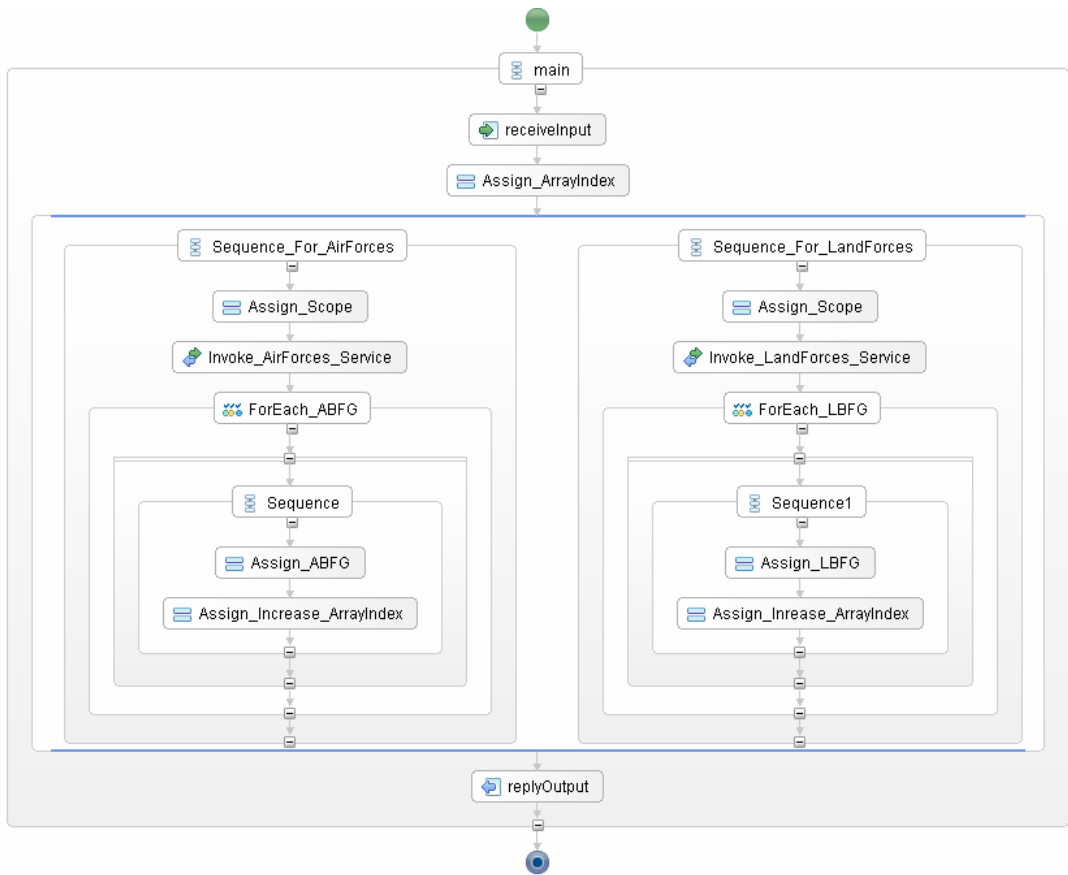 main
receiveInput
Assign_ArrayIndex
Sequence_For_AirForces
Assign_Scope
Invoke_AirForces_Service
ForEach_ABFG
Sequence
Assign_ABFG
Assign_Increase_ArrayIndex
Sequence_For_LandForces
Assign_Scope
Invoke_LandForces_Service
ForEach_LBFG
Sequence1
Assign_LBFG
Assign_Inrease_ArrayIndex
replyOutput